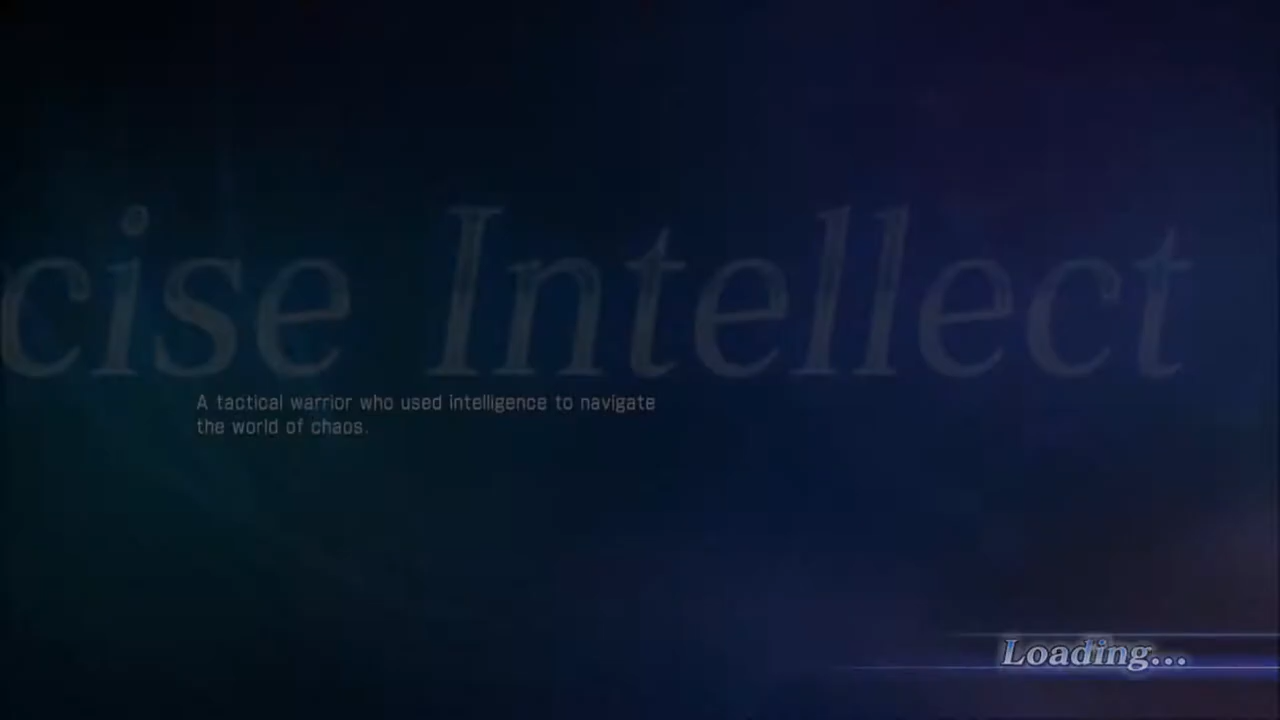 cise Intellect
A tactical warrior who used intelligence to navigate
the world of chaos.
Loading...